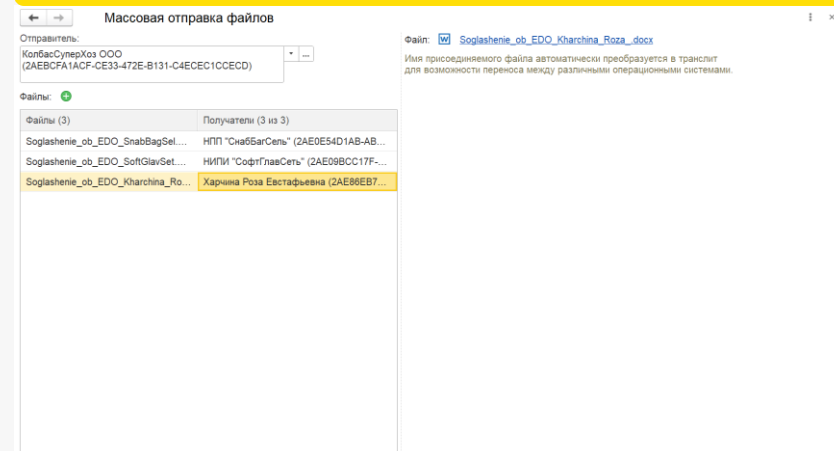 Массовая отправка файлов
Отправитель:
КолбасСуперХоз ООО
(2AEBCFA1ACF-CE33-472E-B131-C4ECEC1CCECD)
Файлы:
Файлы (3) Получатели (3 из 3)
Soglashenie_ob_EDO_SnabBagSel.... НПП "СнабБагСель" (2AE0E54D1AB-AB...
Soglashenie_ob_EDO_SoftGlavSet.... НИПИ "СофтГлавСеть" (2AE09BCC17F-...
Soglashenie_ob_EDO_Kharchina_Ro... Харчина Роза Евстафьевна (2AE86EB7...
Файл: Soglashenie_ob_EDO_Kharchina_Roza_.docx
Имя присоединяемого файла автоматически преобразуется в транслит
для возможности переноса между различными операционными системами.